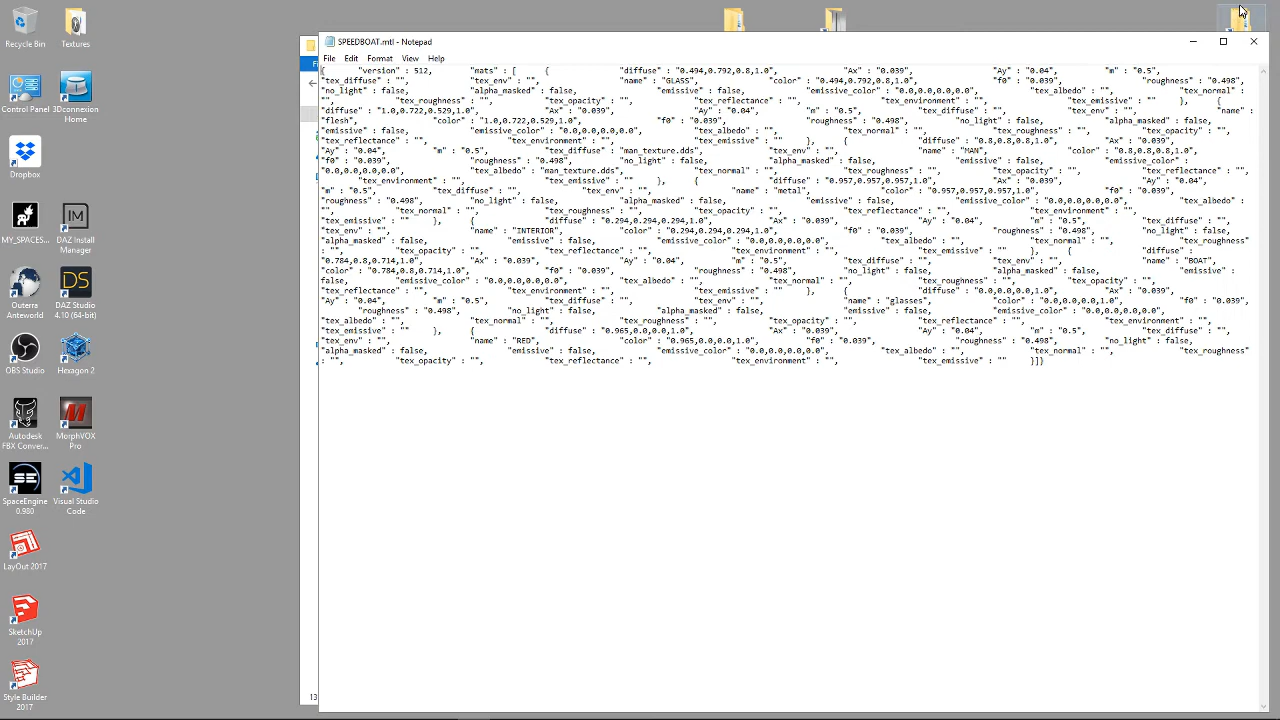 Recycle Bin
Textures
Control Panel
3Dconnexion
Home
Dropbox
MY_SPACES...
DAZ Install
Manager
Outerra
Anteworld
DAZ Studio
4.10 (64-bit)
OBS Studio
Hexagon 2
Autodesk
FBX Conver...
MorphVOX
Pro
SpaceEngine
0.980
Visual Studio
Code
LayOut 2017
SketchUp
2017
Style Builder
2017
SPEEDBOAT.mtl - Notepad
File Edit Format View Help
{ "version" : 512, "mats" : [ { "diffuse" : "0.494,0.792,0.8,1.0", "Ax" : "0.039", "Ay" : "0.04", "m" : "0.5",
"tex_diffuse" : "", "tex_env" : "", "name" : "GLASS", "color" : "0.494,0.792,0.8,1.0", "f0" : "0.039", "roughness" : "0.498",
"no_light" : false, "alpha_masked" : false, "emissive" : false, "emissive_color" : "0.0,0.0,0.0,0.0", "tex_albedo" : "", "tex_normal" :
"", "tex_roughness" : "", "tex_opacity" : "", "tex_reflectance" : "", "tex_environment" : "", "tex_emissive" : "" }, {
"diffuse" : "1.0,0.722,0.529,1.0", "Ax" : "0.039", "Ay" : "0.04", "m" : "0.5", "tex_diffuse" : "", "tex_env" : "", "name" :
"flesh", "color" : "1.0,0.722,0.529,1.0", "f0" : "0.039", "roughness" : "0.498", "no_light" : false, "alpha_masked" : false,
"emissive" : false, "emissive_color" : "0.0,0.0,0.0,0.0", "tex_albedo" : "", "tex_normal" : "", "tex_roughness" : "", "tex_opacity" : "",
"tex_reflectance" : "", "tex_environment" : "", "tex_emissive" : "" }, { "diffuse" : "0.8,0.8,0.8,1.0", "Ax" : "0.039",
"Ay" : "0.04", "m" : "0.5", "tex_diffuse" : "man_texture.dds", "tex_env" : "", "name" : "MAN", "color" : "0.8,0.8,0.8,1.0",
"f0" : "0.039", "roughness" : "0.498", "no_light" : false, "alpha_masked" : false, "emissive" : false, "emissive_color" :
"0.0,0.0,0.0,0.0", "tex_albedo" : "man_texture.dds", "tex_normal" : "", "tex_roughness" : "", "tex_opacity" : "", "tex_reflectance" : "",
"tex_environment" : "", "tex_emissive" : "" }, { "diffuse" : "0.957,0.957,0.957,1.0", "Ax" : "0.039", "Ay" : "0.04",
"m" : "0.5", "tex_diffuse" : "", "tex_env" : "", "name" : "metal", "color" : "0.957,0.957,0.957,1.0", "f0" : "0.039",
"roughness" : "0.498", "no_light" : false, "alpha_masked" : false, "emissive" : false, "emissive_color" : "0.0,0.0,0.0,0.0", "tex_albedo" :
"", "tex_normal" : "", "tex_roughness" : "", "tex_opacity" : "", "tex_reflectance" : "", "tex_environment" : "",
"tex_emissive" : "" }, { "diffuse" : "0.294,0.294,0.294,1.0", "Ax" : "0.039", "Ay" : "0.04", "m" : "0.5", "tex_diffuse" : "",
"tex_env" : "", "name" : "INTERIOR", "color" : "0.294,0.294,0.294,1.0", "f0" : "0.039", "roughness" : "0.498", "no_light" : false,
"alpha_masked" : false, "emissive" : false, "emissive_color" : "0.0,0.0,0.0,0.0", "tex_albedo" : "", "tex_normal" : "", "tex_roughness"
: "", "tex_opacity" : "", "tex_reflectance" : "", "tex_environment" : "", "tex_emissive" : "" }, { "diffuse" :
"0.784,0.8,0.714,1.0", "Ax" : "0.039", "Ay" : "0.04", "m" : "0.5", "tex_diffuse" : "", "tex_env" : "", "name" : "BOAT",
"color" : "0.784,0.8,0.714,1.0", "f0" : "0.039", "roughness" : "0.498", "no_light" : false, "alpha_masked" : false, "emissive" :
false, "emissive_color" : "0.0,0.0,0.0,0.0", "tex_albedo" : "", "tex_normal" : "", "tex_roughness" : "", "tex_opacity" : "",
"tex_reflectance" : "", "tex_environment" : "", "tex_emissive" : "" }, { "diffuse" : "0.0,0.0,0.0,1.0", "Ax" : "0.039",
"Ay" : "0.04", "m" : "0.5", "tex_diffuse" : "", "tex_env" : "", "name" : "glasses", "color" : "0.0,0.0,0.0,1.0", "f0" : "0.039",
"roughness" : "0.498", "no_light" : false, "alpha_masked" : false, "emissive" : false, "emissive_color" : "0.0,0.0,0.0,0.0",
"tex_albedo" : "", "tex_normal" : "", "tex_roughness" : "", "tex_opacity" : "", "tex_reflectance" : "", "tex_environment" : "",
"tex_emissive" : "" }, { "diffuse" : "0.965,0.0,0.0,1.0", "Ax" : "0.039", "Ay" : "0.04", "m" : "0.5", "tex_diffuse" : "",
"tex_env" : "", "name" : "RED", "color" : "0.965,0.0,0.0,1.0", "f0" : "0.039", "roughness" : "0.498", "no_light" : false,
"alpha_masked" : false, "emissive" : false, "emissive_color" : "0.0,0.0,0.0,0.0", "tex_albedo" : "", "tex_normal" : "", "tex_roughness"
: "", "tex_opacity" : "", "tex_reflectance" : "", "tex_environment" : "", "tex_emissive" : "" }]}
Fi
13